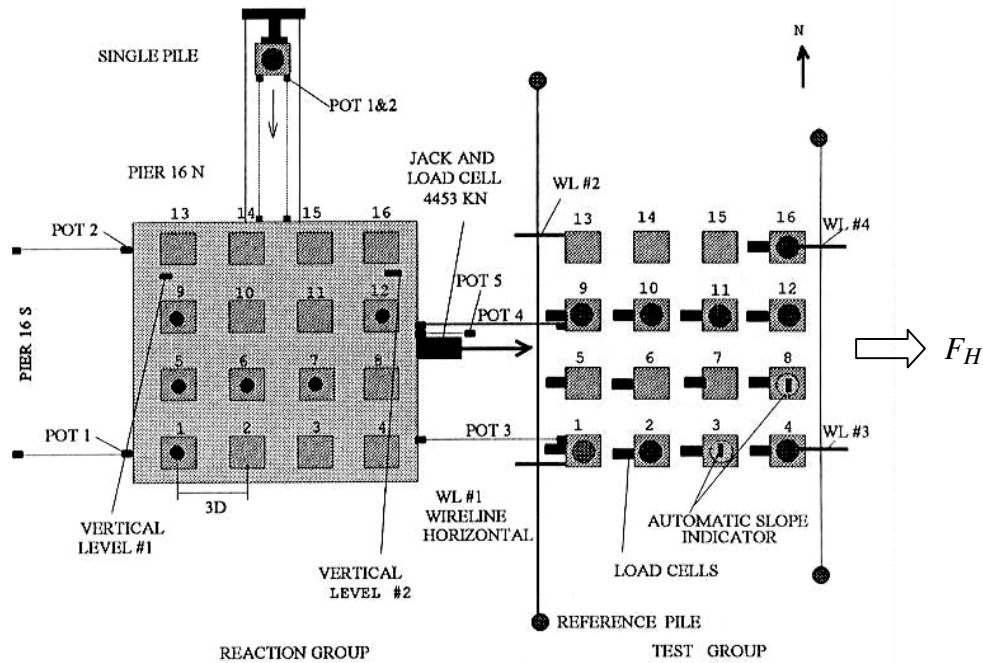 SINGLE PILE
POT 1&2
N
PIER 16 N
JACK AND
LOAD CELL
4453 KN
WL #2
WL #4
13 14 15 16
13 14 15 16
POT 2
POT 5
POT 4
9 10 11 12
9 10 11 12
PIER 16 S
F_H
5 6 7 8
5 6 7 8
POT 1
POT 3
WL #3
1 2 3 4
1 2 3 4
3D
WL #1
WIRELINE
HORIZONTAL
VERTICAL
LEVEL #1
VERTICAL
LEVEL #2
AUTOMATIC SLOPE
INDICATOR
LOAD CELLS
REFERENCE PILE
REACTION GROUP
TEST GROUP